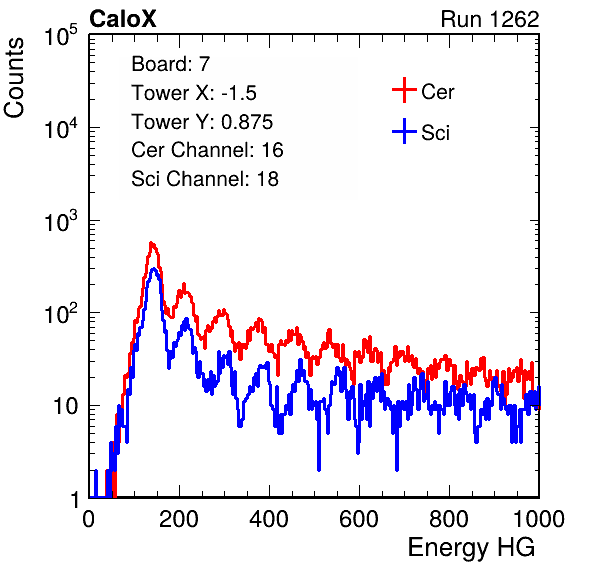 CaloX Run 1262
Counts
Board: 7
Tower X: -1.5
Tower Y: 0.875
Cer Channel: 16
Sci Channel: 18
Cer
Sci
10^5
10^4
10^3
10^2
10
1
0 200 400 600 800 1000
Energy HG